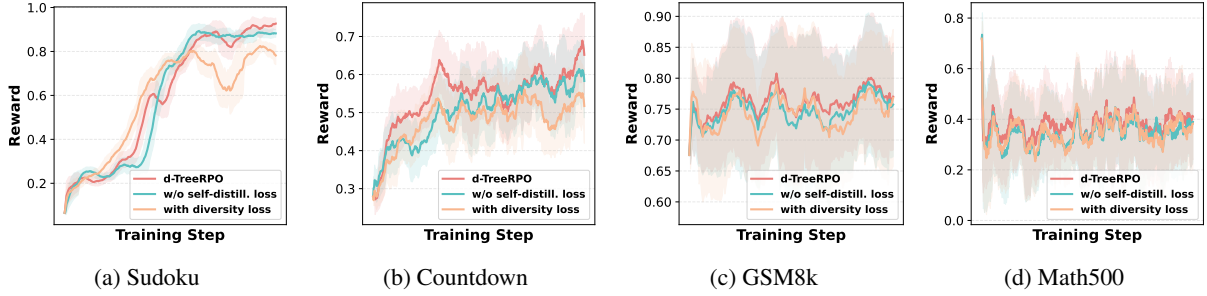 1.0
0.8
0.6
0.4
0.2
Reward
Training Step
d-TreeRPO
w/o self-distill. loss
with diversity loss
(a) Sudoku
0.7
0.6
0.5
0.4
0.3
Reward
Training Step
d-TreeRPO
w/o self-distill. loss
with diversity loss
(b) Countdown
0.90
0.85
0.80
0.75
0.70
0.65
0.60
Reward
Training Step
d-TreeRPO
w/o self-distill. loss
with diversity loss
(c) GSM8k
0.8
0.6
0.4
0.2
0.0
Reward
Training Step
d-TreeRPO
w/o self-distill. loss
with diversity loss
(d) Math500